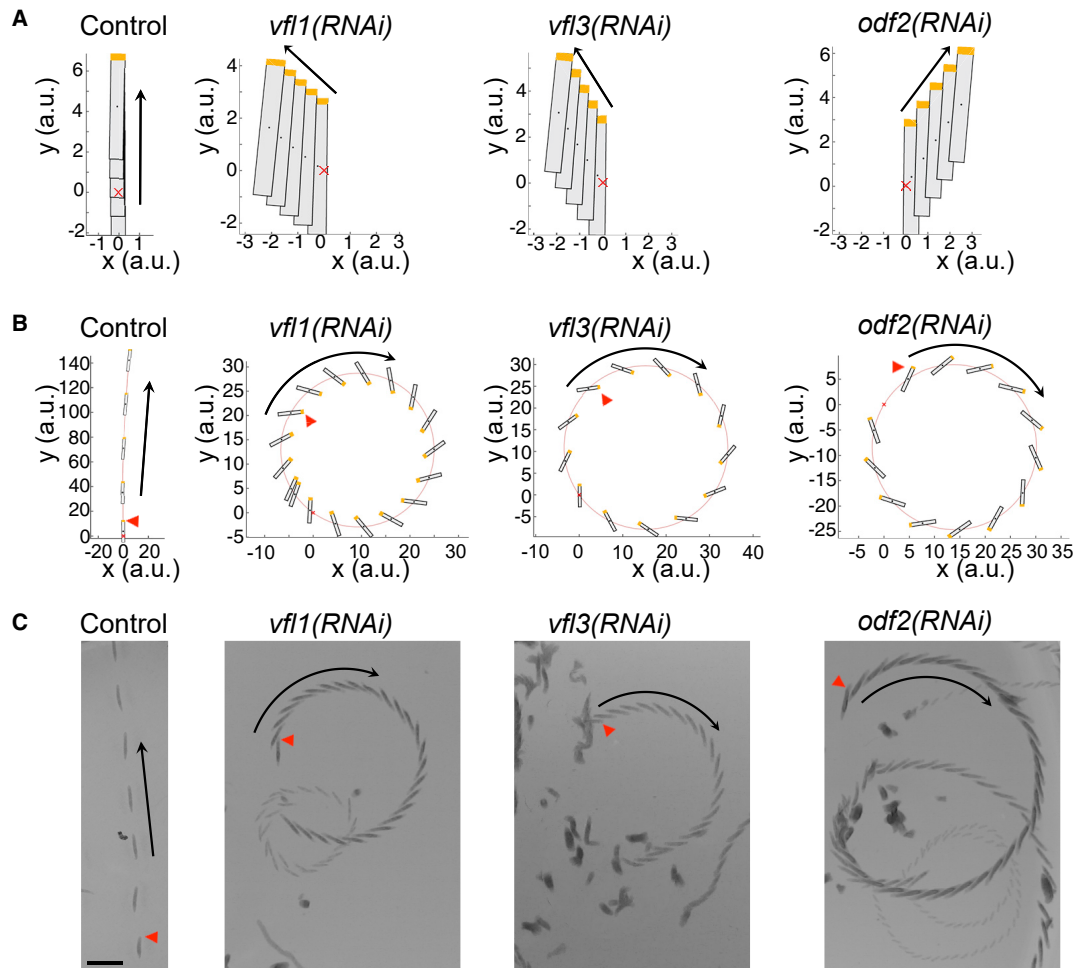 A Control vfl1(RNAi) vfl3(RNAi) odf2(RNAi)
y (a.u.) 6 4 2 0 -2
-1 0 1
x (a.u.)
y (a.u.) 4 2 0 -2
-3 -2 -1 0 1 2 3
x (a.u.)
y (a.u.) 6 4 2 0 -2
-3 -2 -1 0 1 2 3
x (a.u.)
y (a.u.) 6 4 2 0 -2
-3 -2 -1 0 1 2 3
x (a.u.)
B Control vfl1(RNAi) vfl3(RNAi) odf2(RNAi)
y (a.u.) 140 120 100 80 60 40 20 0
-20 0 20
x (a.u.)
y (a.u.) 30 25 20 15 10 5 0 -5
-10 0 10 20 30
x (a.u.)
y (a.u.) 30 25 20 15 10 5 0 -5
-10 0 10 20 30 40
x (a.u.)
y (a.u.) 5 0 -5 -10 -15 -20 -25
-5 0 5 10 15 20 25 30 35
x (a.u.)
C Control vfl1(RNAi) vfl3(RNAi) odf2(RNAi)